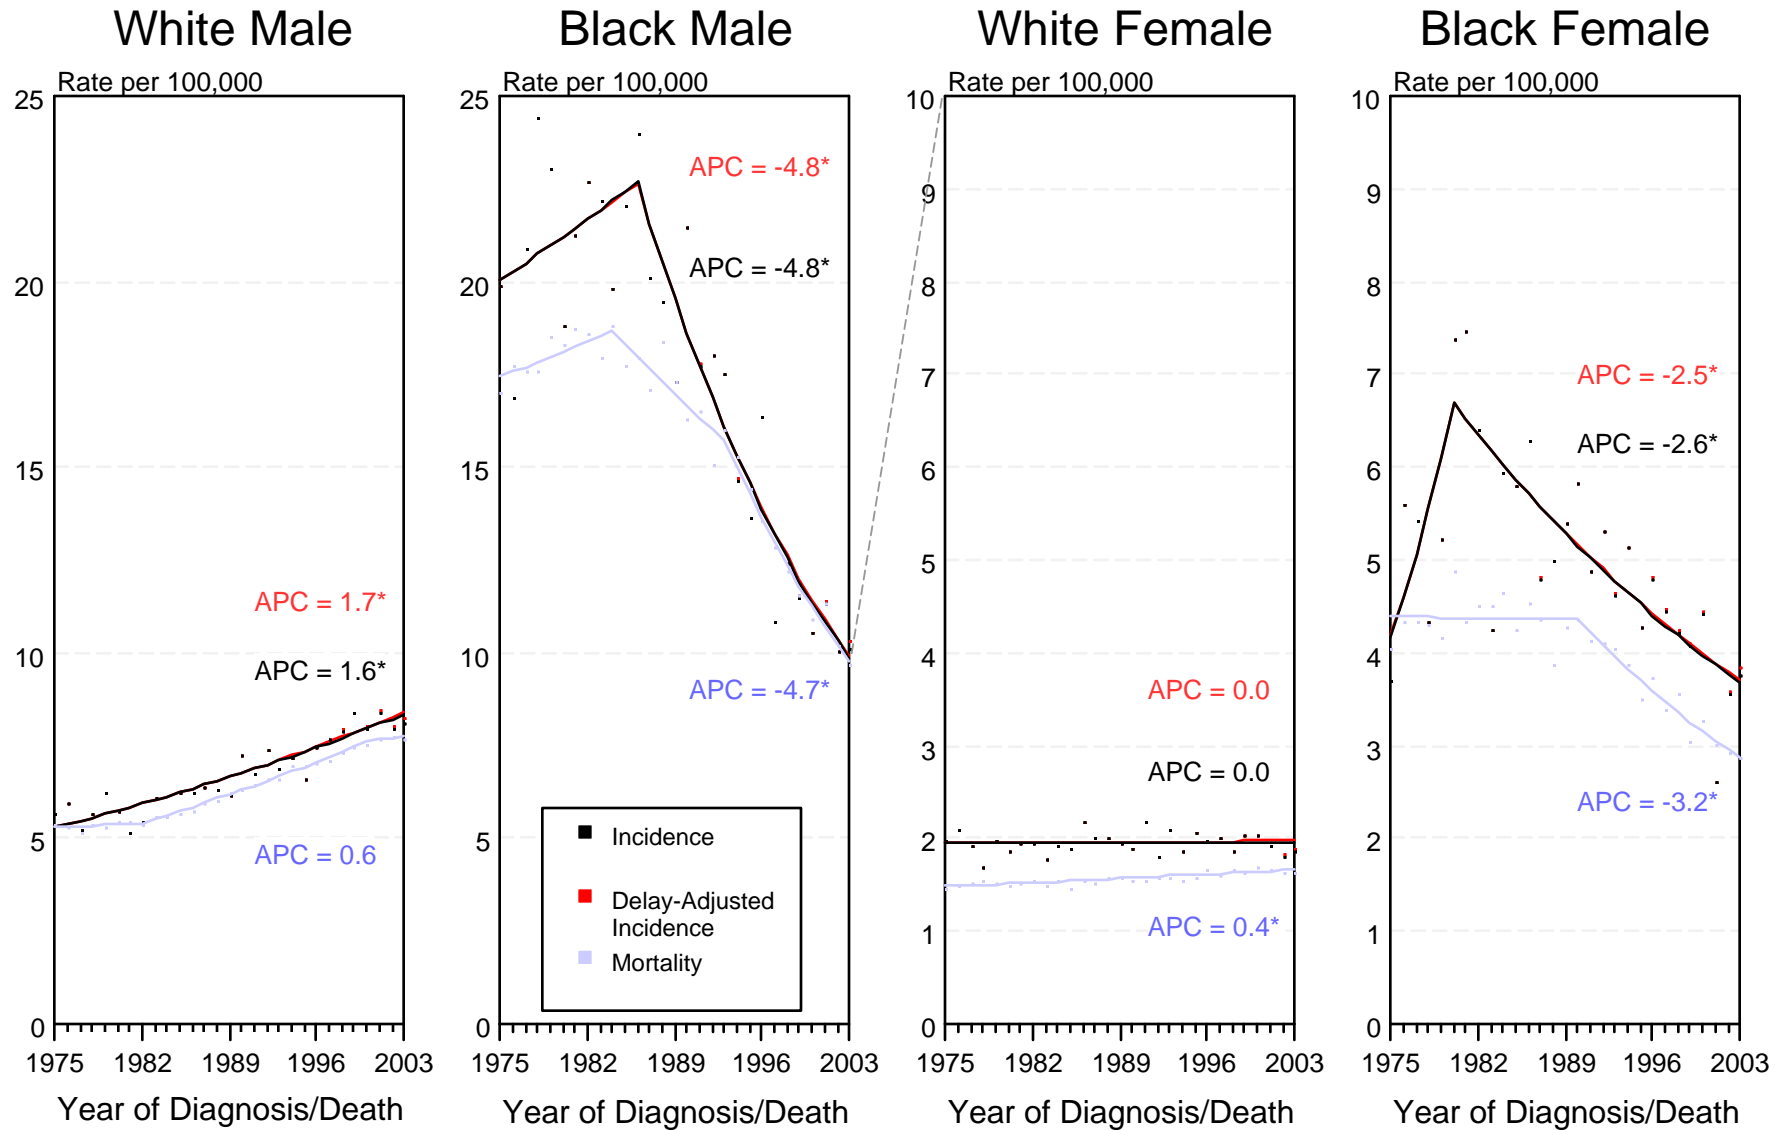 White Male
Rate per 100,000
25
20
15
10
5
0
APC = 1.7*
APC = 1.6*
APC = 0.6
1975 1982 1989 1996 2003
Year of Diagnosis/Death
Black Male
Rate per 100,000
25
20
15
10
5
0
APC = -4.8*
APC = -4.8*
APC = -4.7*
Incidence
Delay-Adjusted
Incidence
Mortality
1975 1982 1989 1996 2003
Year of Diagnosis/Death
White Female
Rate per 100,000
10
9
8
7
6
5
4
3
2
1
0
APC = 0.0
APC = 0.0
APC = 0.4*
1975 1982 1989 1996 2003
Year of Diagnosis/Death
Black Female
Rate per 100,000
10
9
8
7
6
5
4
3
2
1
0
APC = -2.5*
APC = -2.6*
APC = -3.2*
1975 1982 1989 1996 2003
Year of Diagnosis/Death